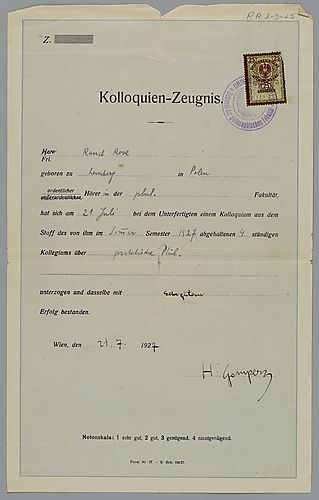 R.R. 2-3-25
Z.
Kolloquien-Zeugnis.
Herr
Frl. Rand Rose
geboren zu Lemberg in Polen
ordentlicher
ausserordentlicher Hörer in der phil. Fakultät,
hat sich am 21 Juli bei dem Unterfertigten einem Kolloquium aus dem
Stoff des von ihm im Sommer Semester 1927 abgehaltenen 4 stündigen
Kollegiums über praktische Phil.
unterzogen und dasselbe mit sehr gutem
Erfolg bestanden.
Wien, den 21. 7. 1927
H. Gomperz
Notenskala: 1 sehr gut, 2 gut, 3 genügend, 4 nichtgenügend.